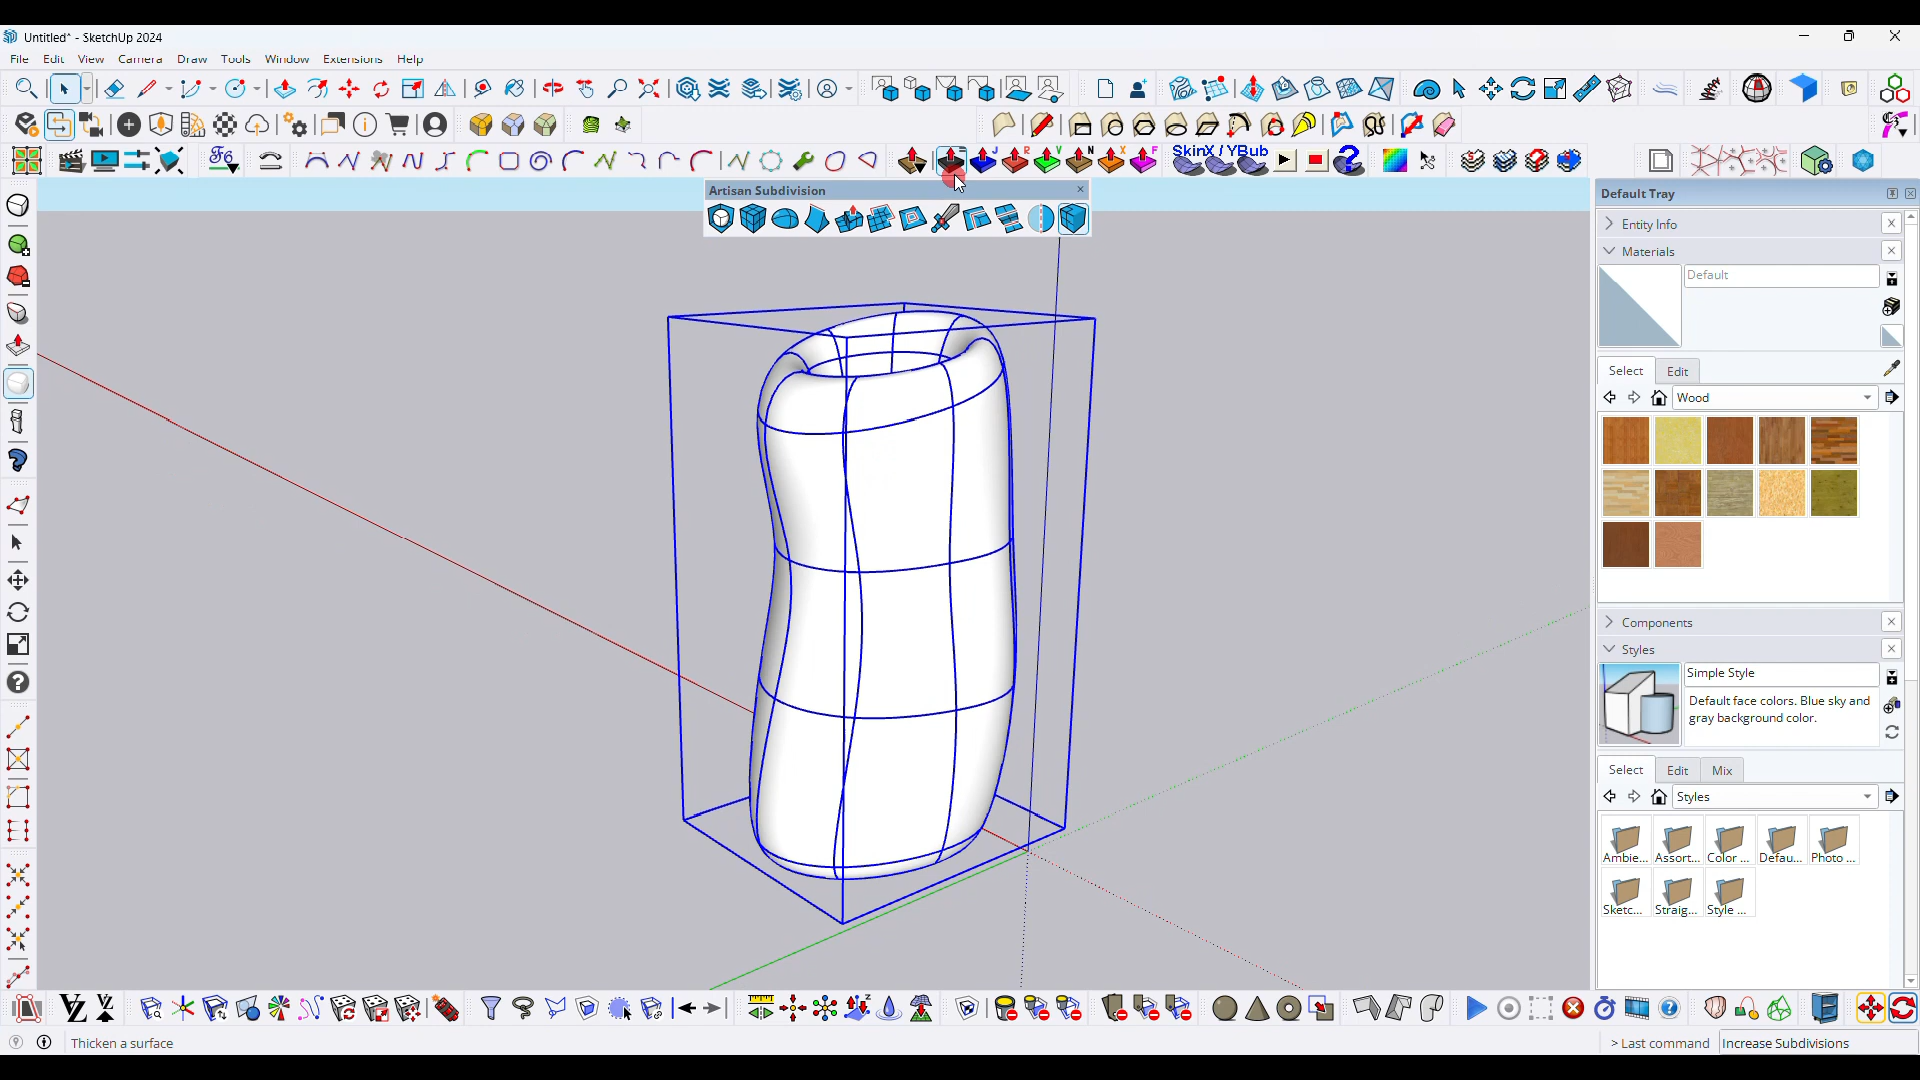 Untitled* - SketchUp 2024
File Edit View Camera Draw Tools Window Extensions Help
J R V N X F SkinX / YBub
Artisan Subdivision
Default Tray
Entity Info
Materials
Default
Select Edit
Wood
Components
Styles
Simple Style
Default face colors. Blue sky and
gray background color.
Select Edit Mix
Styles
Ambie... Assort... Color ... Defau... Photo ...
Sketc... Straig... Style ...
Thicken a surface
> Last command Increase Subdivisions